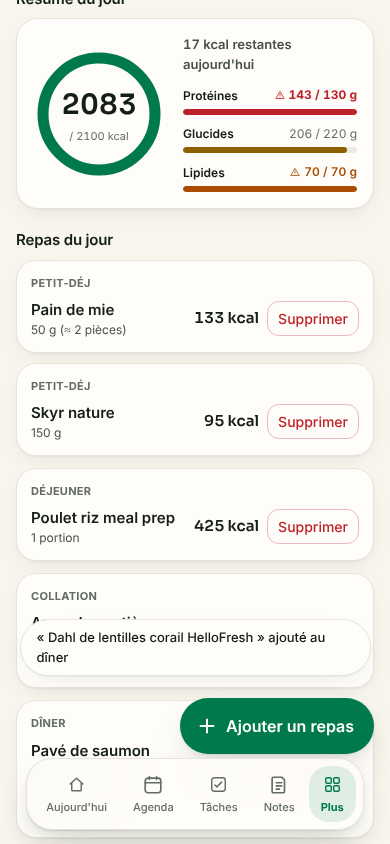 Résumé du jour
2083
/ 2100 kcal
17 kcal restantes
aujourd'hui
Protéines ⚠ 143 / 130 g
Glucides 206 / 220 g
Lipides ⚠ 70 / 70 g
Repas du jour
PETIT-DÉJ
Pain de mie
50 g (≈ 2 pièces)
133 kcal
Supprimer
PETIT-DÉJ
Skyr nature
150 g
95 kcal
Supprimer
DÉJEUNER
Poulet riz meal prep
1 portion
425 kcal
Supprimer
COLLATION
« Dahl de lentilles corail HelloFresh » ajouté au
dîner
DÎNER
Pavé de saumon
+ Ajouter un repas
Aujourd'hui
Agenda
Tâches
Notes
Plus